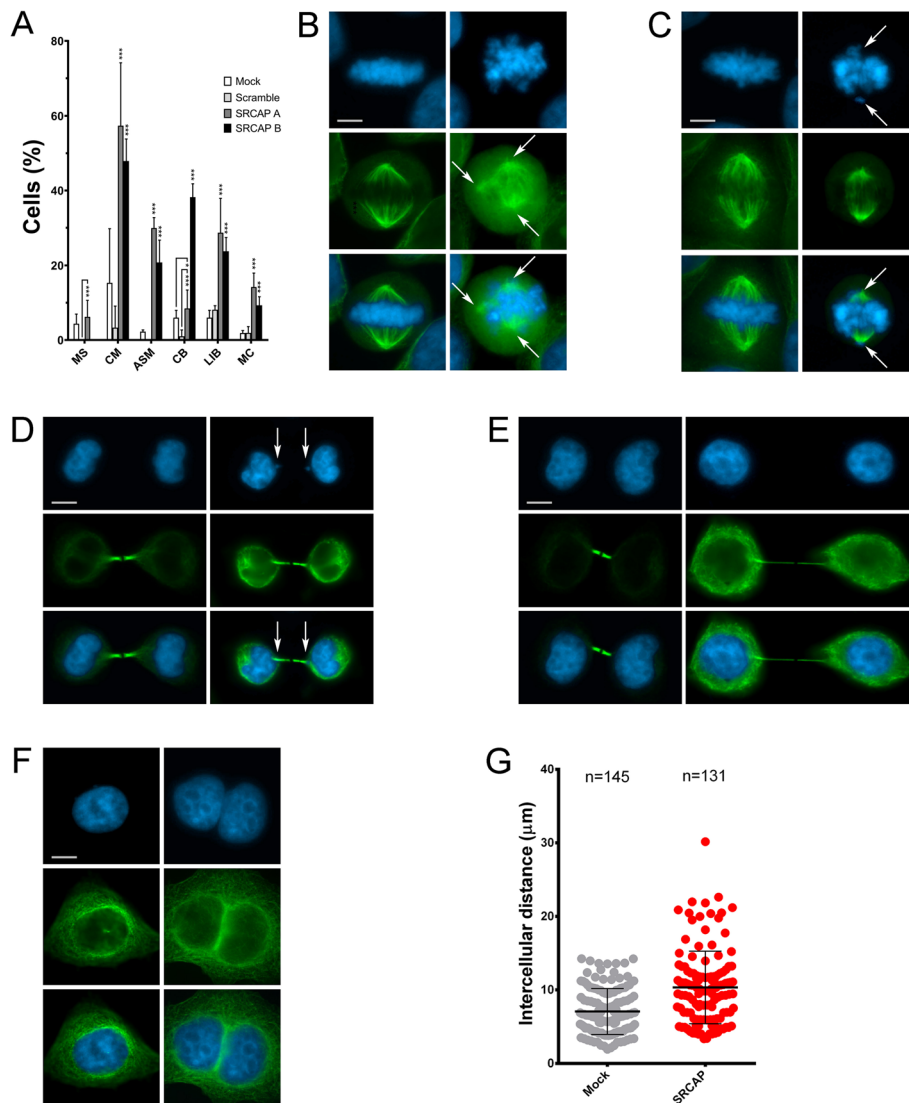 A
80
60
40
20
0
Cells (%)
Mock
Scramble
SRCAP A
SRCAP B
***
***
***
***
***
***
***
*
***
***
***
***
MS
CM
ASM
CB
LIB
MC
B
C
D
E
F
G
40
30
20
10
0
Intercellular distance (μm)
n=145
n=131
Mock
SRCAP